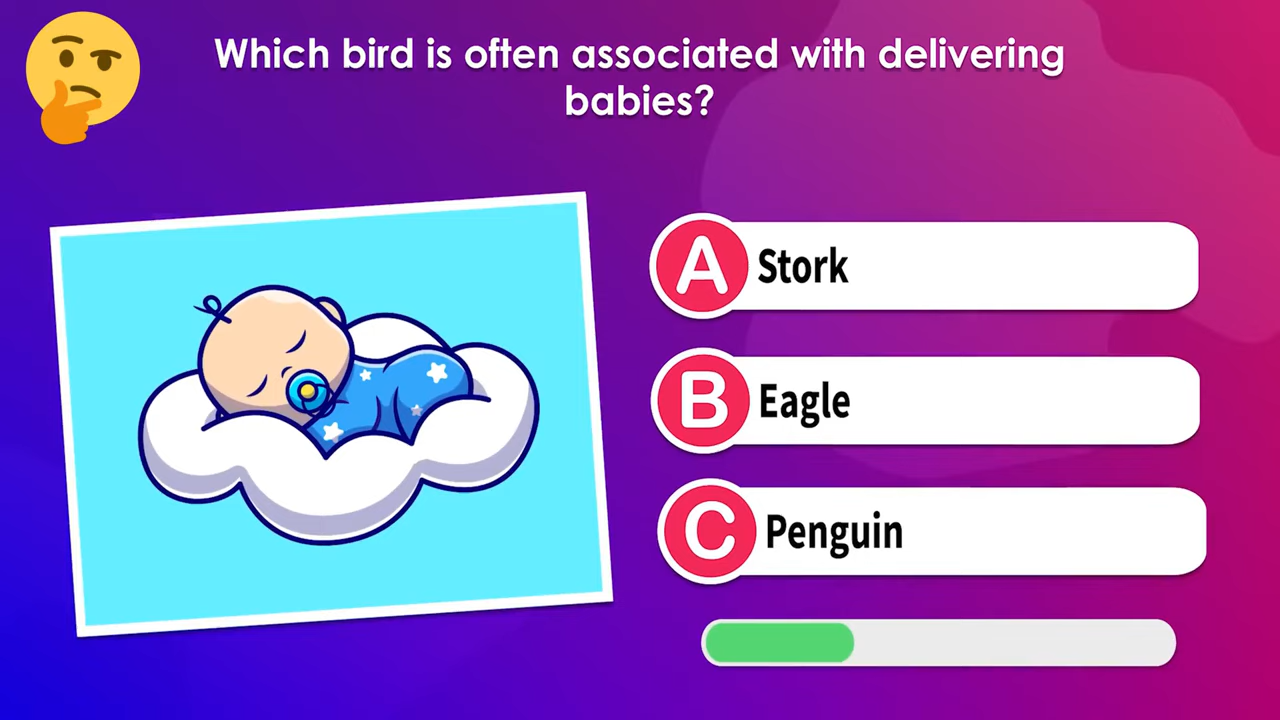 Which bird is often associated with delivering
babies?
A Stork
B Eagle
C Penguin